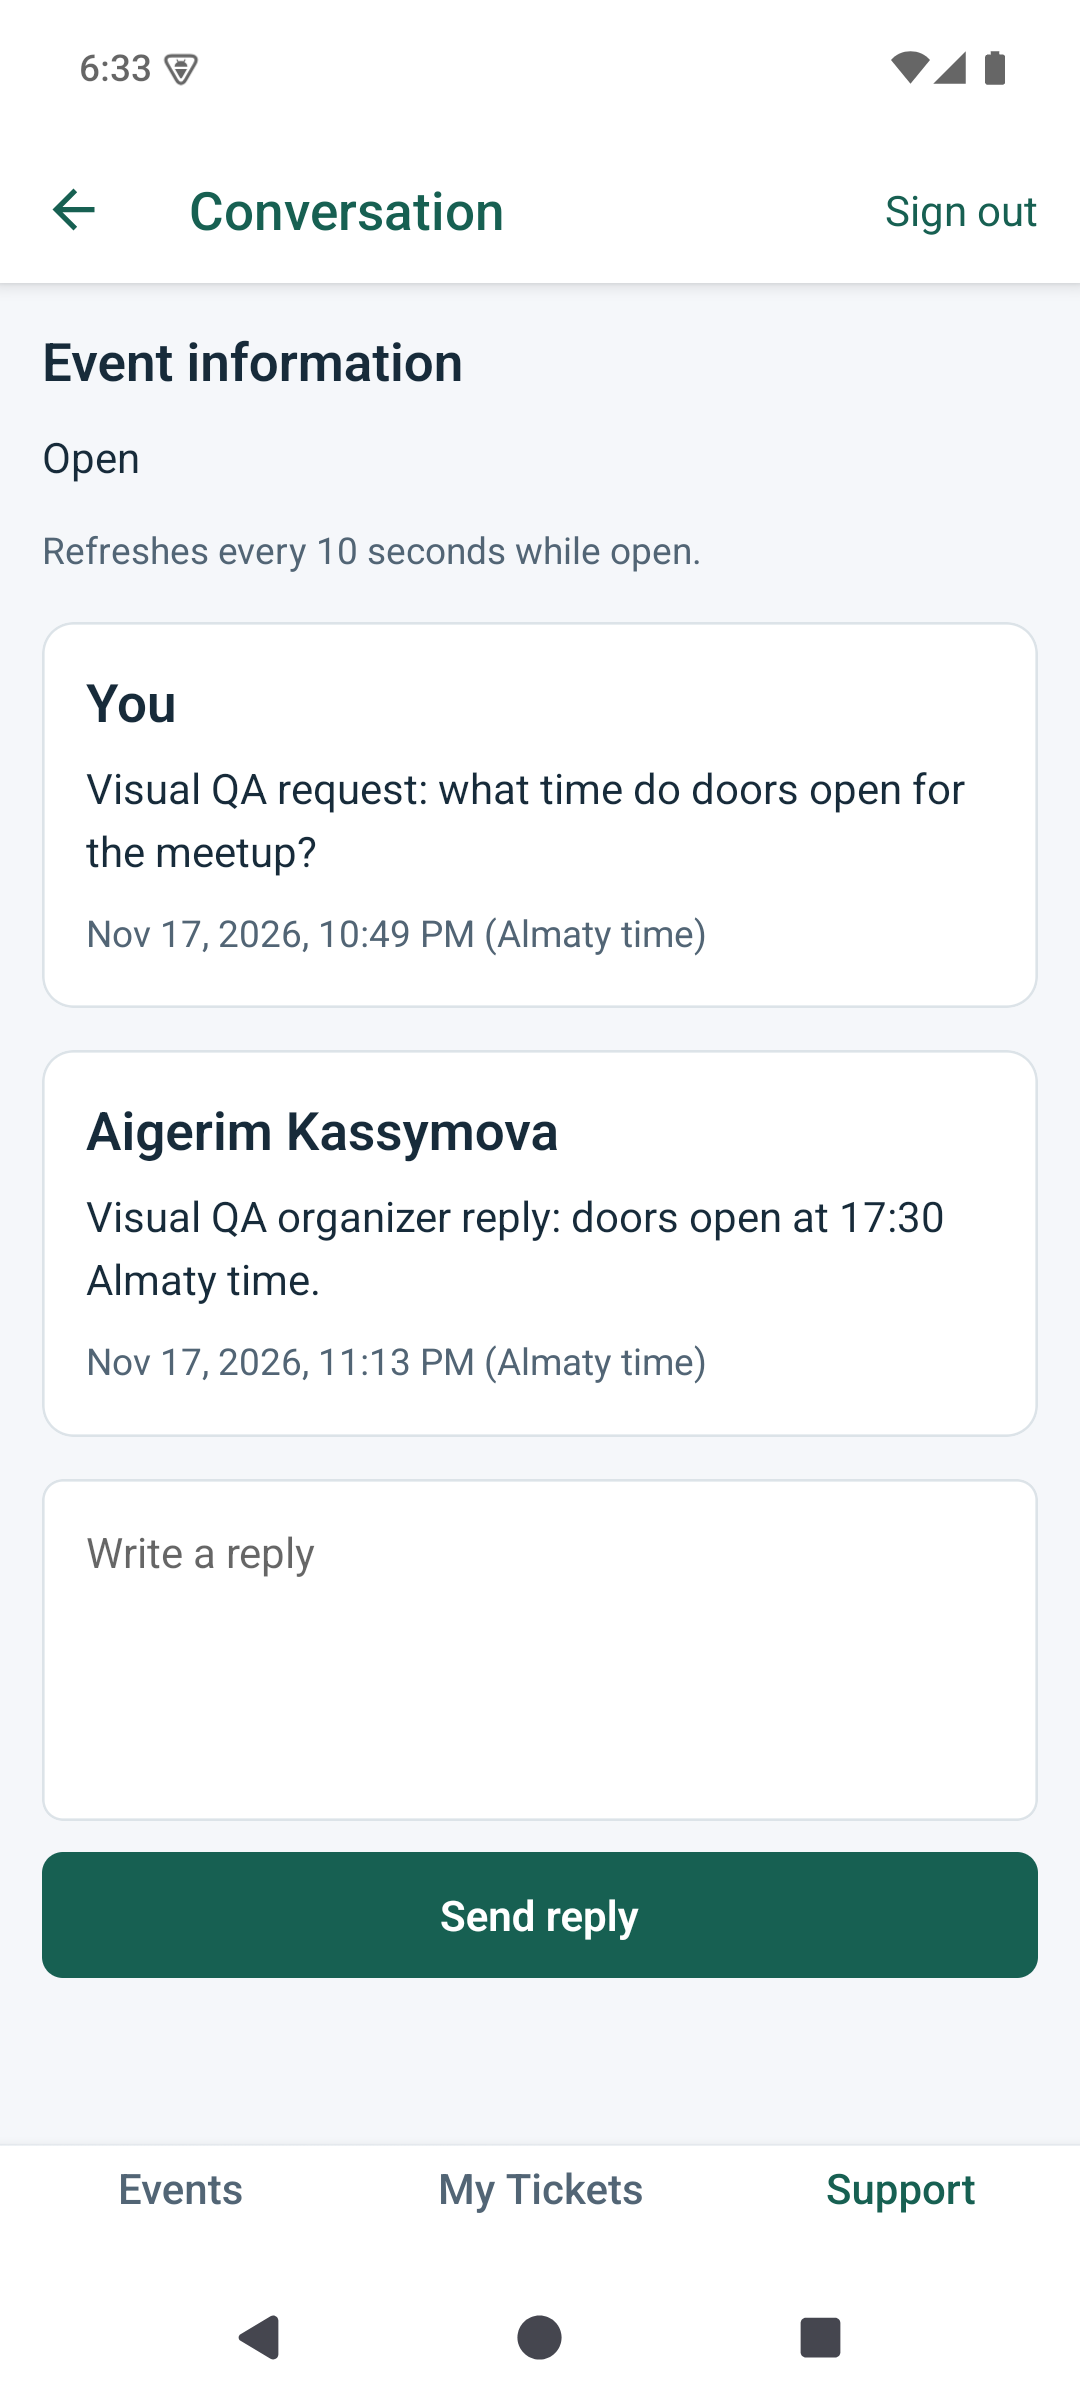 6:33
Conversation
Sign out
Event information
Open
Refreshes every 10 seconds while open.
You
Visual QA request: what time do doors open for
the meetup?
Nov 17, 2026, 10:49 PM (Almaty time)
Aigerim Kassymova
Visual QA organizer reply: doors open at 17:30
Almaty time.
Nov 17, 2026, 11:13 PM (Almaty time)
Write a reply
Send reply
Events
My Tickets
Support